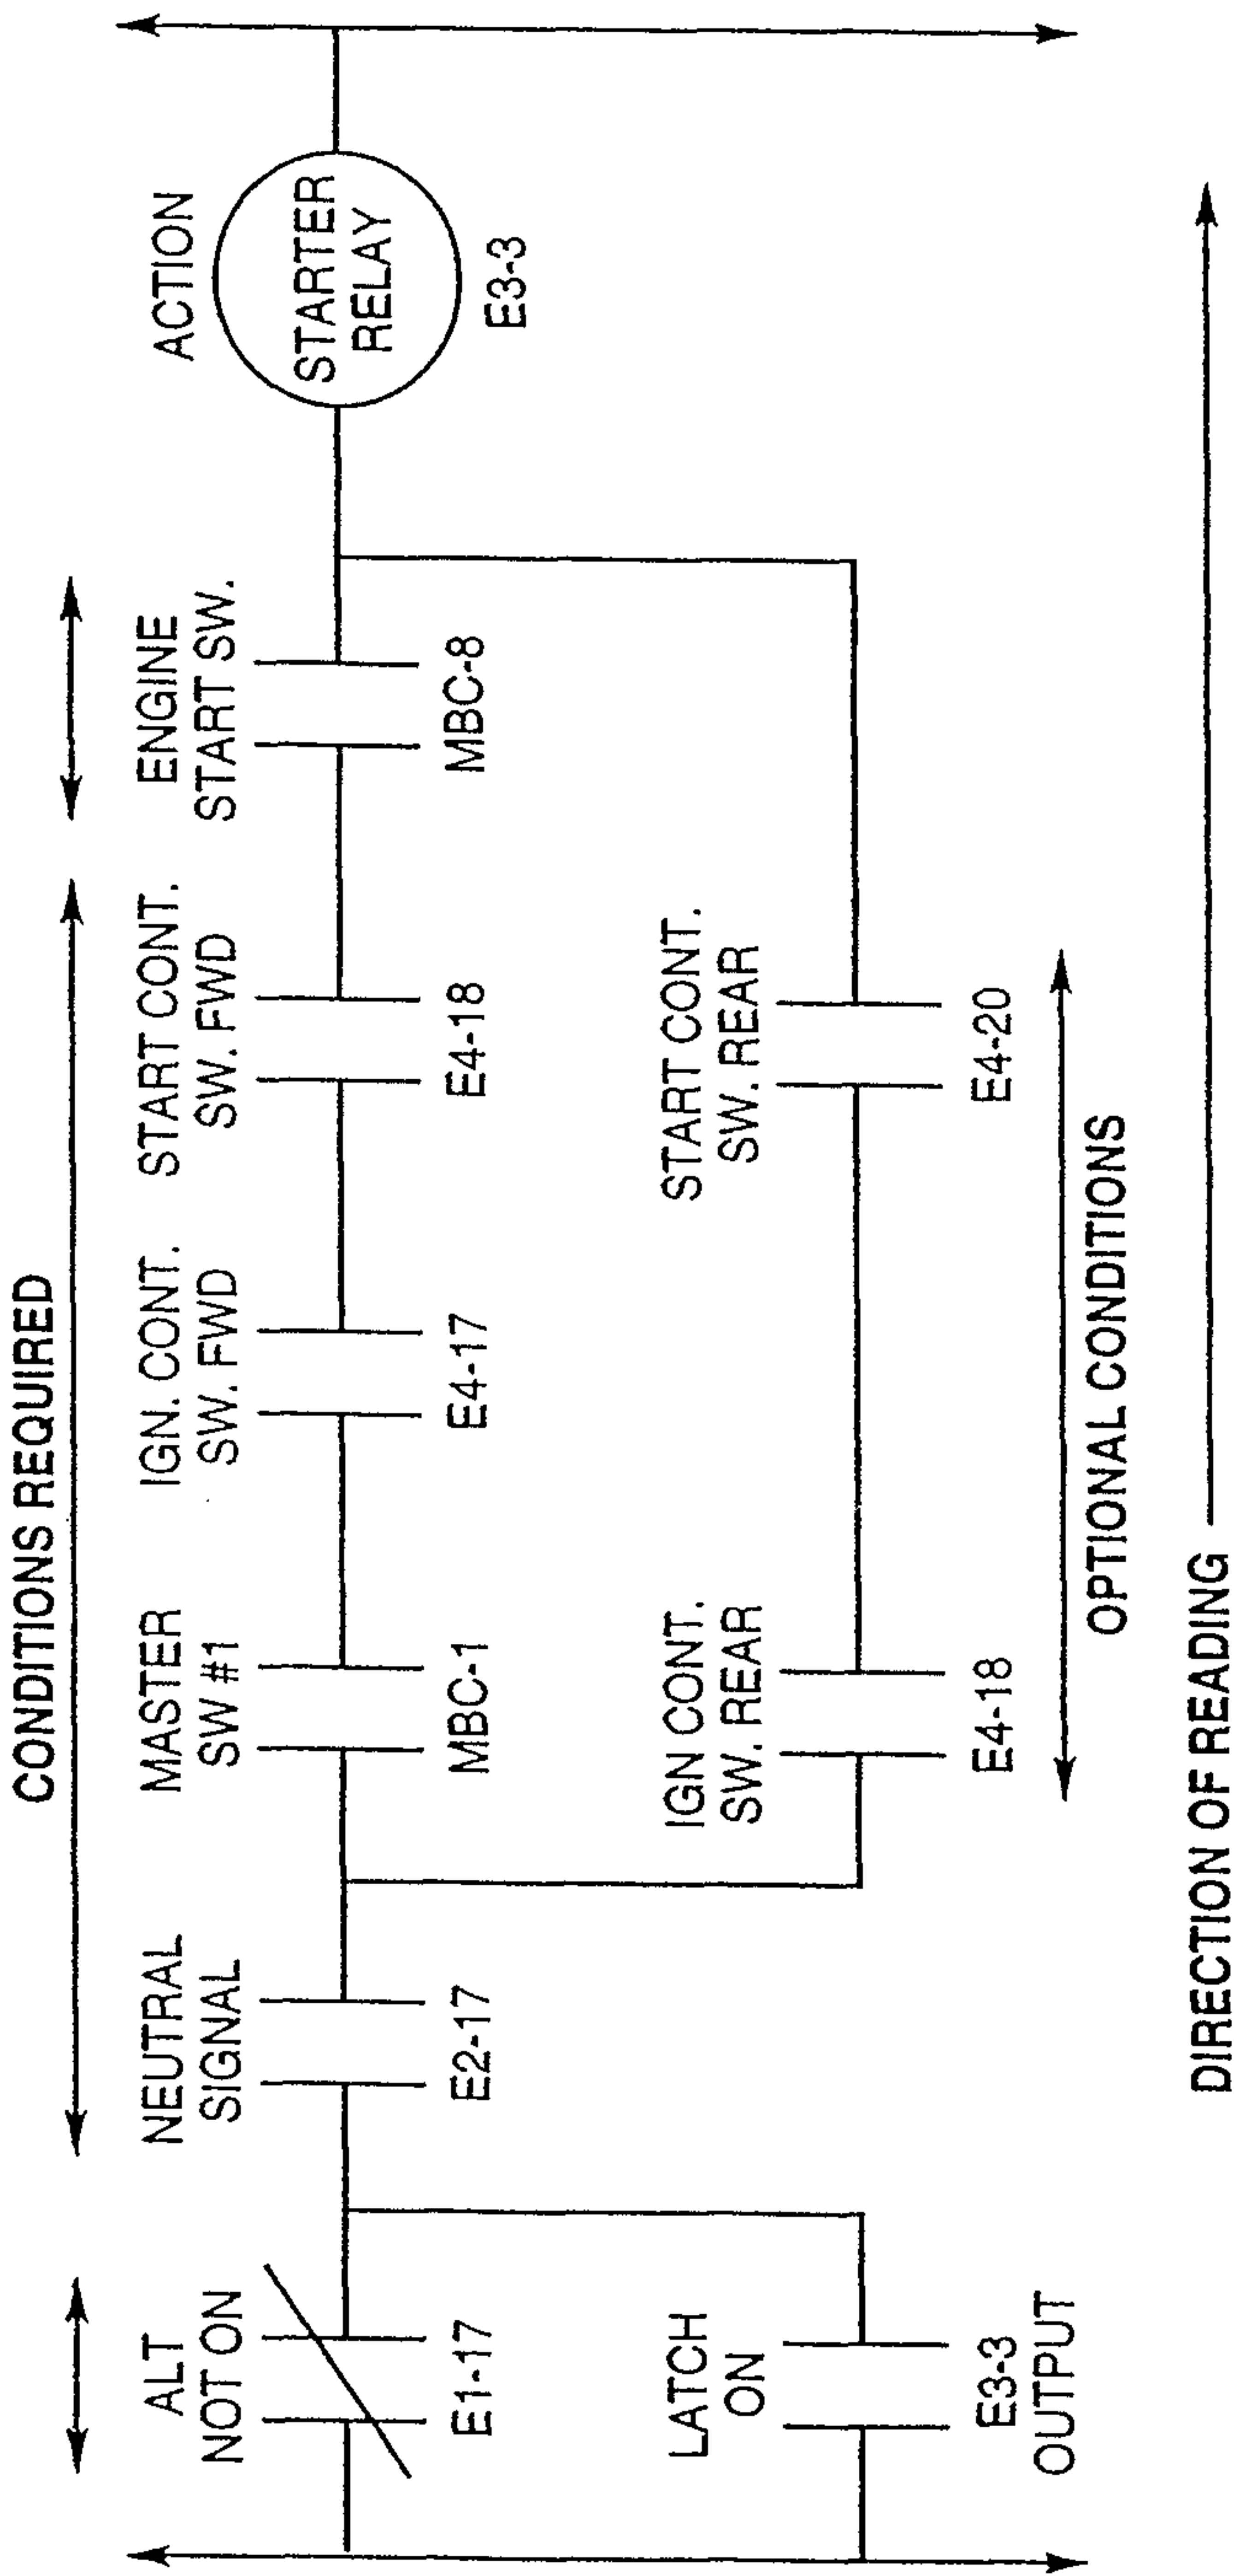 CONDITIONS REQUIRED
ALT
NOT ON
E1-17
NEUTRAL
SIGNAL
E2-17
MASTER
SW #1
MBC-1
IGN. CONT.
SW. FWD
E4-17
START CONT.
SW. FWD
E4-18
ENGINE
START SW.
MBC-8
ACTION
STARTER
RELAY
E3-3
LATCH
ON
E3-3
OUTPUT
IGN CONT.
SW. REAR
E4-18
START CONT.
SW. REAR
E4-20
OPTIONAL CONDITIONS
DIRECTION OF READING